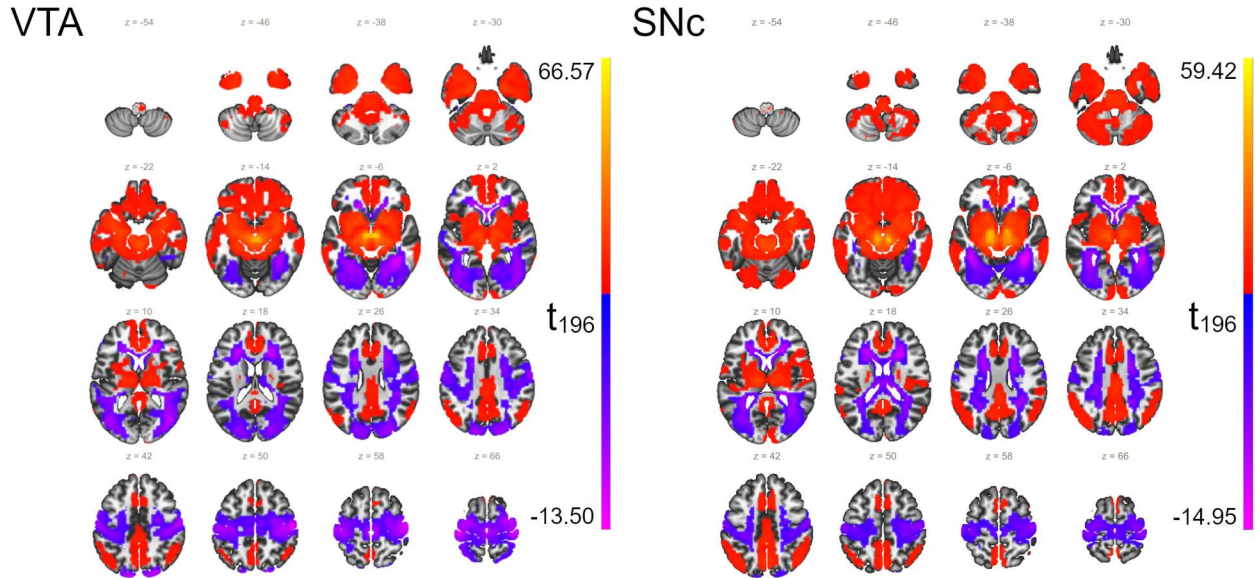 VTA
z = -54 z = -46 z = -38 z = -30
66.57
z = -22 z = -14 z = -6 z = 2
z = 10 z = 18 z = 26 z = 34
t196
z = 42 z = 50 z = 58 z = 66
-13.50
SNc
z = -54 z = -46 z = -38 z = -30
59.42
z = -22 z = -14 z = -6 z = 2
z = 10 z = 18 z = 26 z = 34
t196
z = 42 z = 50 z = 58 z = 66
-14.95